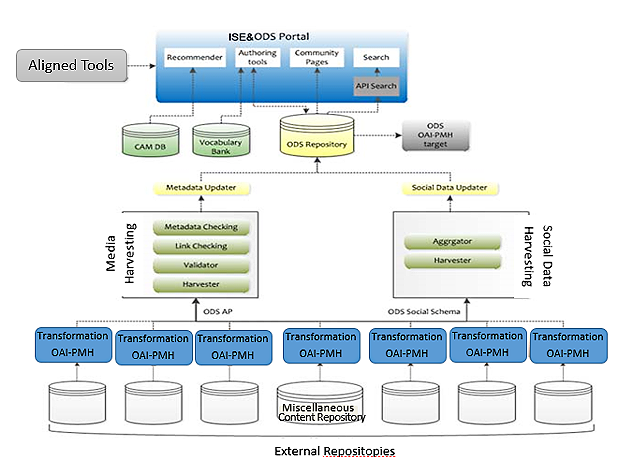 ISE&ODS Portal
Aligned Tools
Recommender
Authoring
tools
Community
Pages
Search
API Search
CAM DB
Vocabulary
Bank
ODS Repository
ODS
OAI-PMH
target
Metadata Updater
Social Data Updater
Media
Harvesting
Metadata Checking
Link Checking
Validator
Harvester
Aggrgator
Harvester
Social Data
Harvesting
ODS AP
ODS Social Schema
Transformation
OAI-PMH
Transformation
OAI-PMH
Transformation
OAI-PMH
Transformation
OAI-PMH
Transformation
OAI-PMH
Transformation
OAI-PMH
Transformation
OAI-PMH
Miscellaneous
Content Repository
External Repositopies